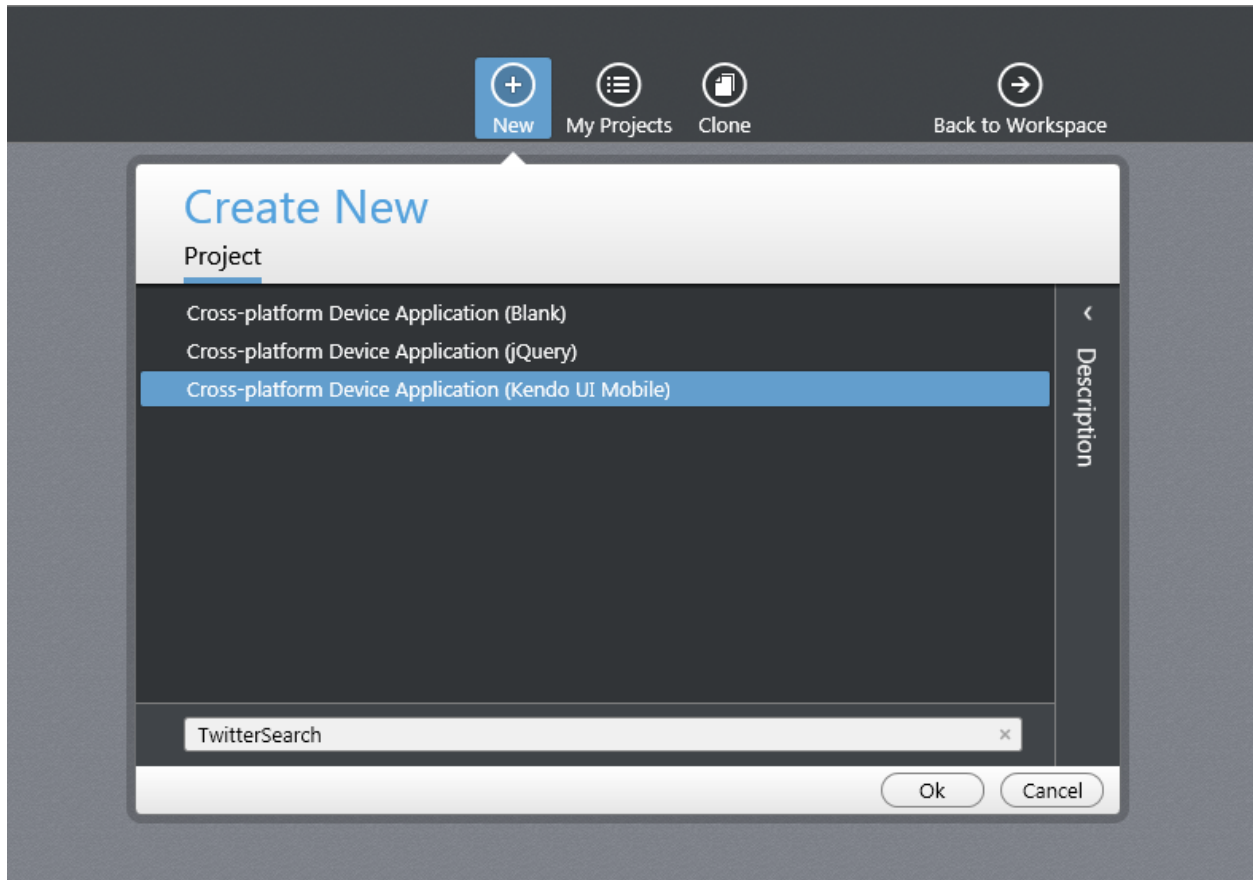 New My Projects Clone Back to Workspace
Create New
Project
Cross-platform Device Application (Blank)
Cross-platform Device Application (jQuery)
Cross-platform Device Application (Kendo UI Mobile)
Description
TwitterSearch
Ok Cancel